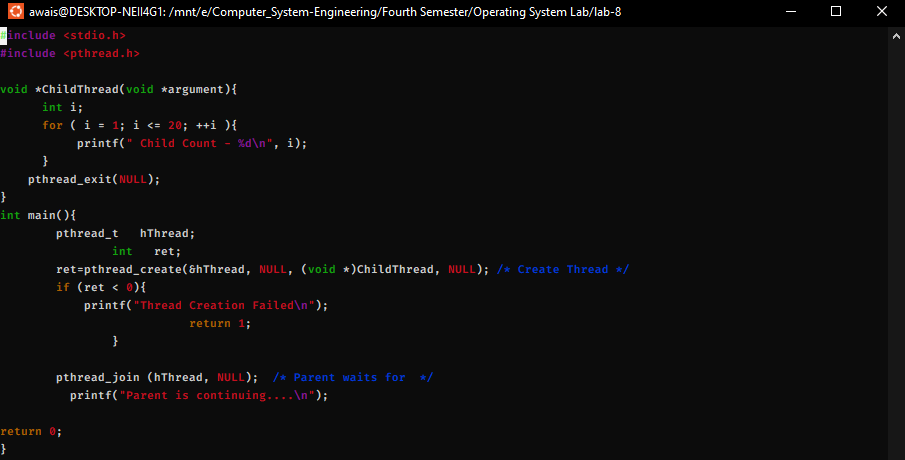 awais@DESKTOP-NEII4G1: /mnt/e/Computer_System-Engineering/Fourth Semester/Operating System Lab/lab-8
#include <stdio.h>
#include <pthread.h>
void *ChildThread(void *argument){
int i;
for ( i = 1; i <= 20; ++i ){
printf(" Child Count - %d\n", i);
}
pthread_exit(NULL);
}
int main(){
pthread_t   hThread;
int   ret;
ret=pthread_create(&hThread, NULL, (void *)ChildThread, NULL); /* Create Thread */
if (ret < 0){
printf("Thread Creation Failed\n");
return 1;
}
pthread_join (hThread, NULL);  /* Parent waits for  */
printf("Parent is continuing....\n");
return 0;
}